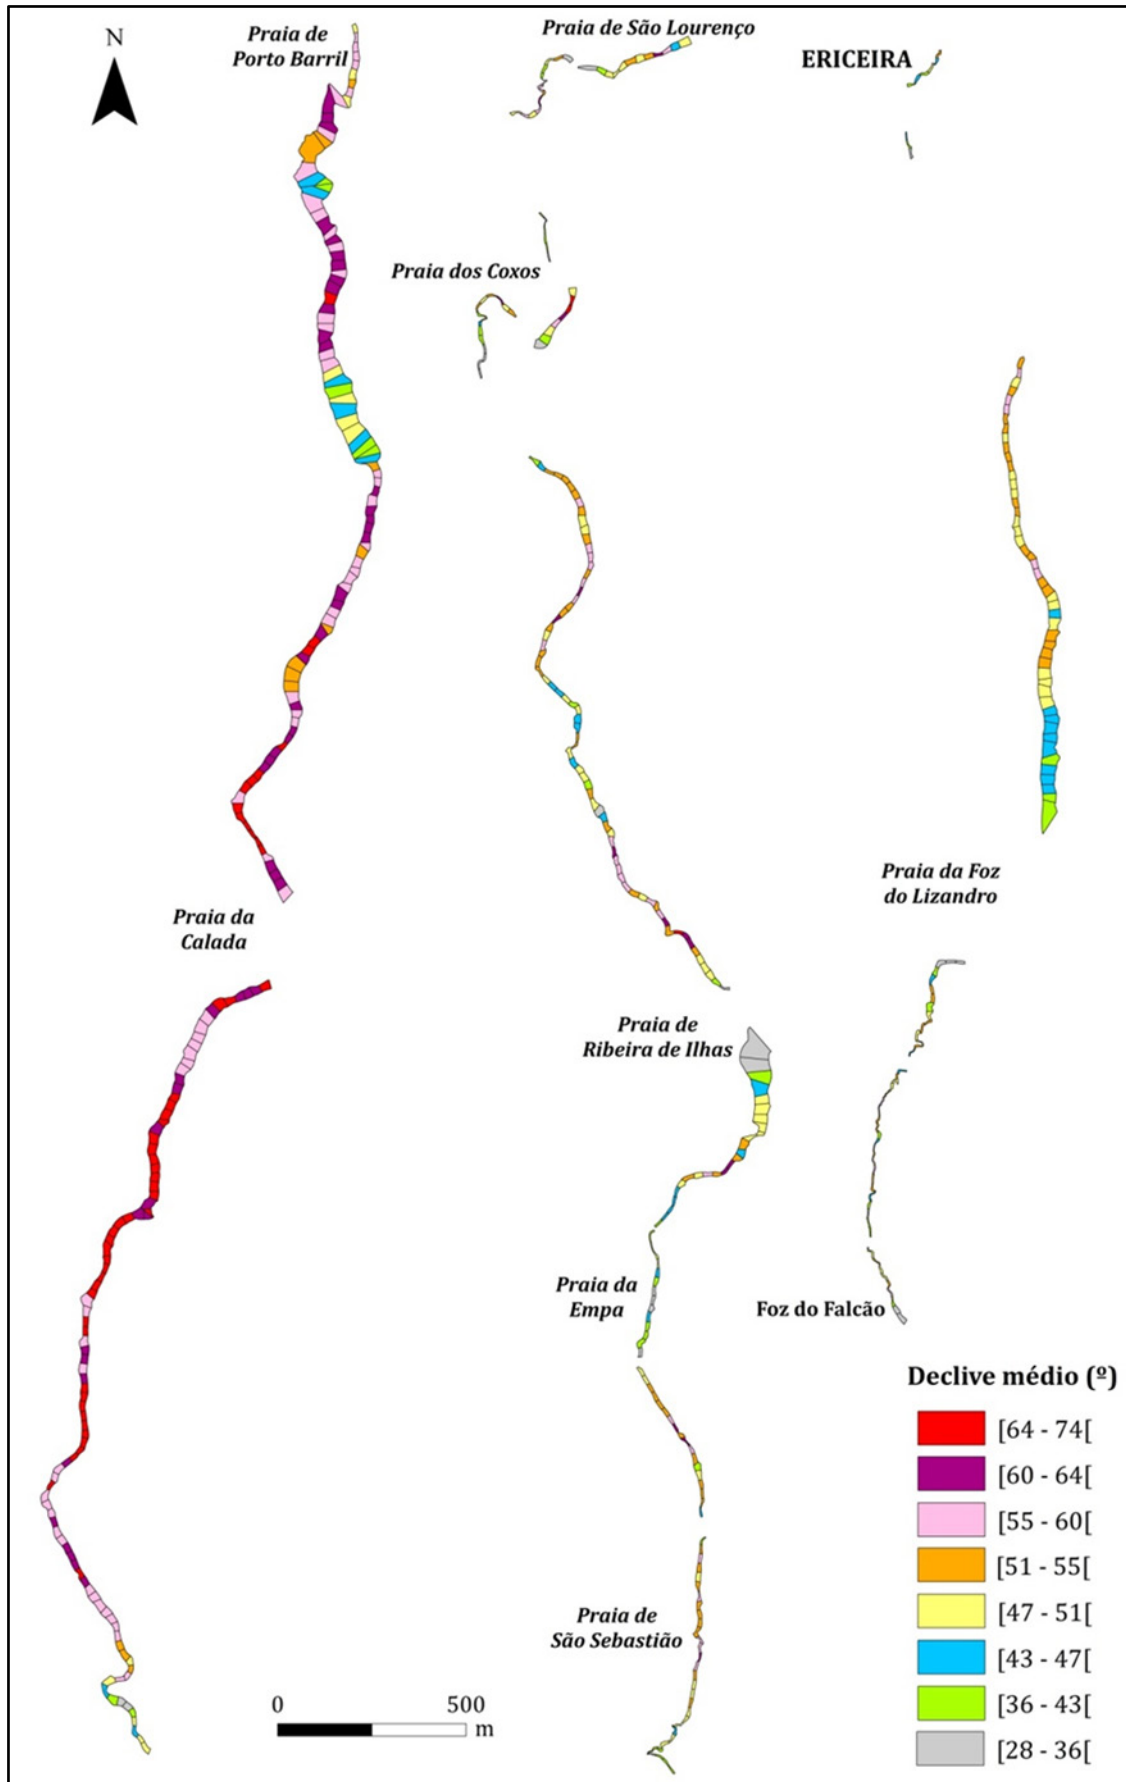 N
Praia de
Porto Barril
Praia de São Lourenço
ERICEIRA
Praia dos Coxos
Praia da Foz
do Lizandro
Praia da
Calada
Praia de
Ribeira de Ilhas
Praia da
Empa
Foz do Falcão
Praia de
São Sebastião
0 500
m
Declive médio (º)
[64 - 74[
[60 - 64[
[55 - 60[
[51 - 55[
[47 - 51[
[43 - 47[
[36 - 43[
[28 - 36[